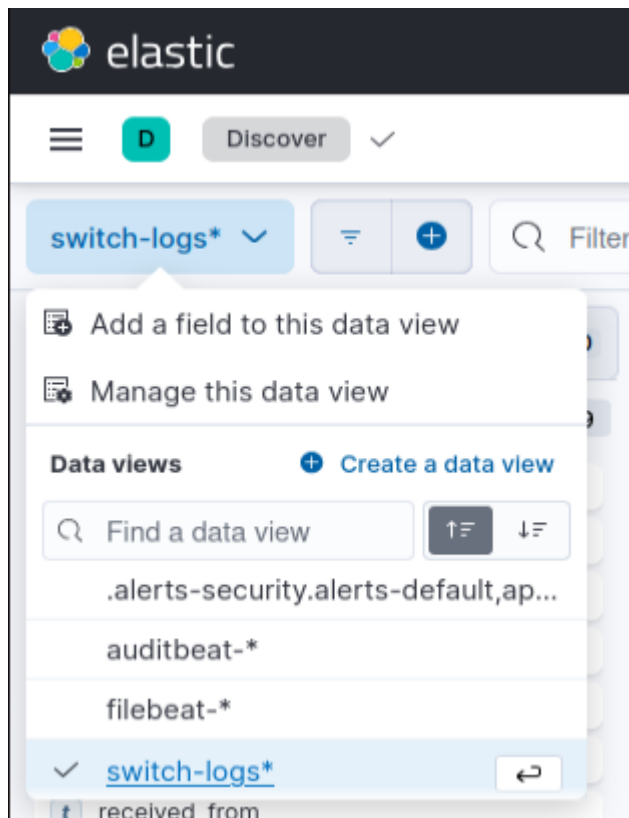 elastic
D Discover
switch-logs* Filter
Add a field to this data view
Manage this data view
Data views Create a data view
Find a data view
.alerts-security.alerts-default,ap...
auditbeat-*
filebeat-*
switch-logs*
t received_from